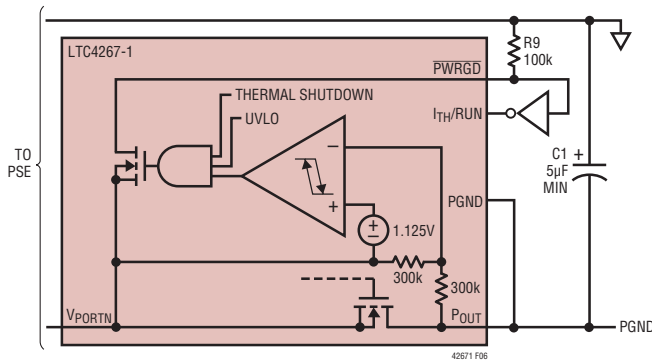 LTC4267-1
R9
100k
PWRGD
THERMAL SHUTDOWN
UVLO
ITH/RUN
TO
PSE
–
+
C1
+
5µF
MIN
PGND
+
–
1.125V
300k
300k
VPORTN
POUT
PGND
42671 F06